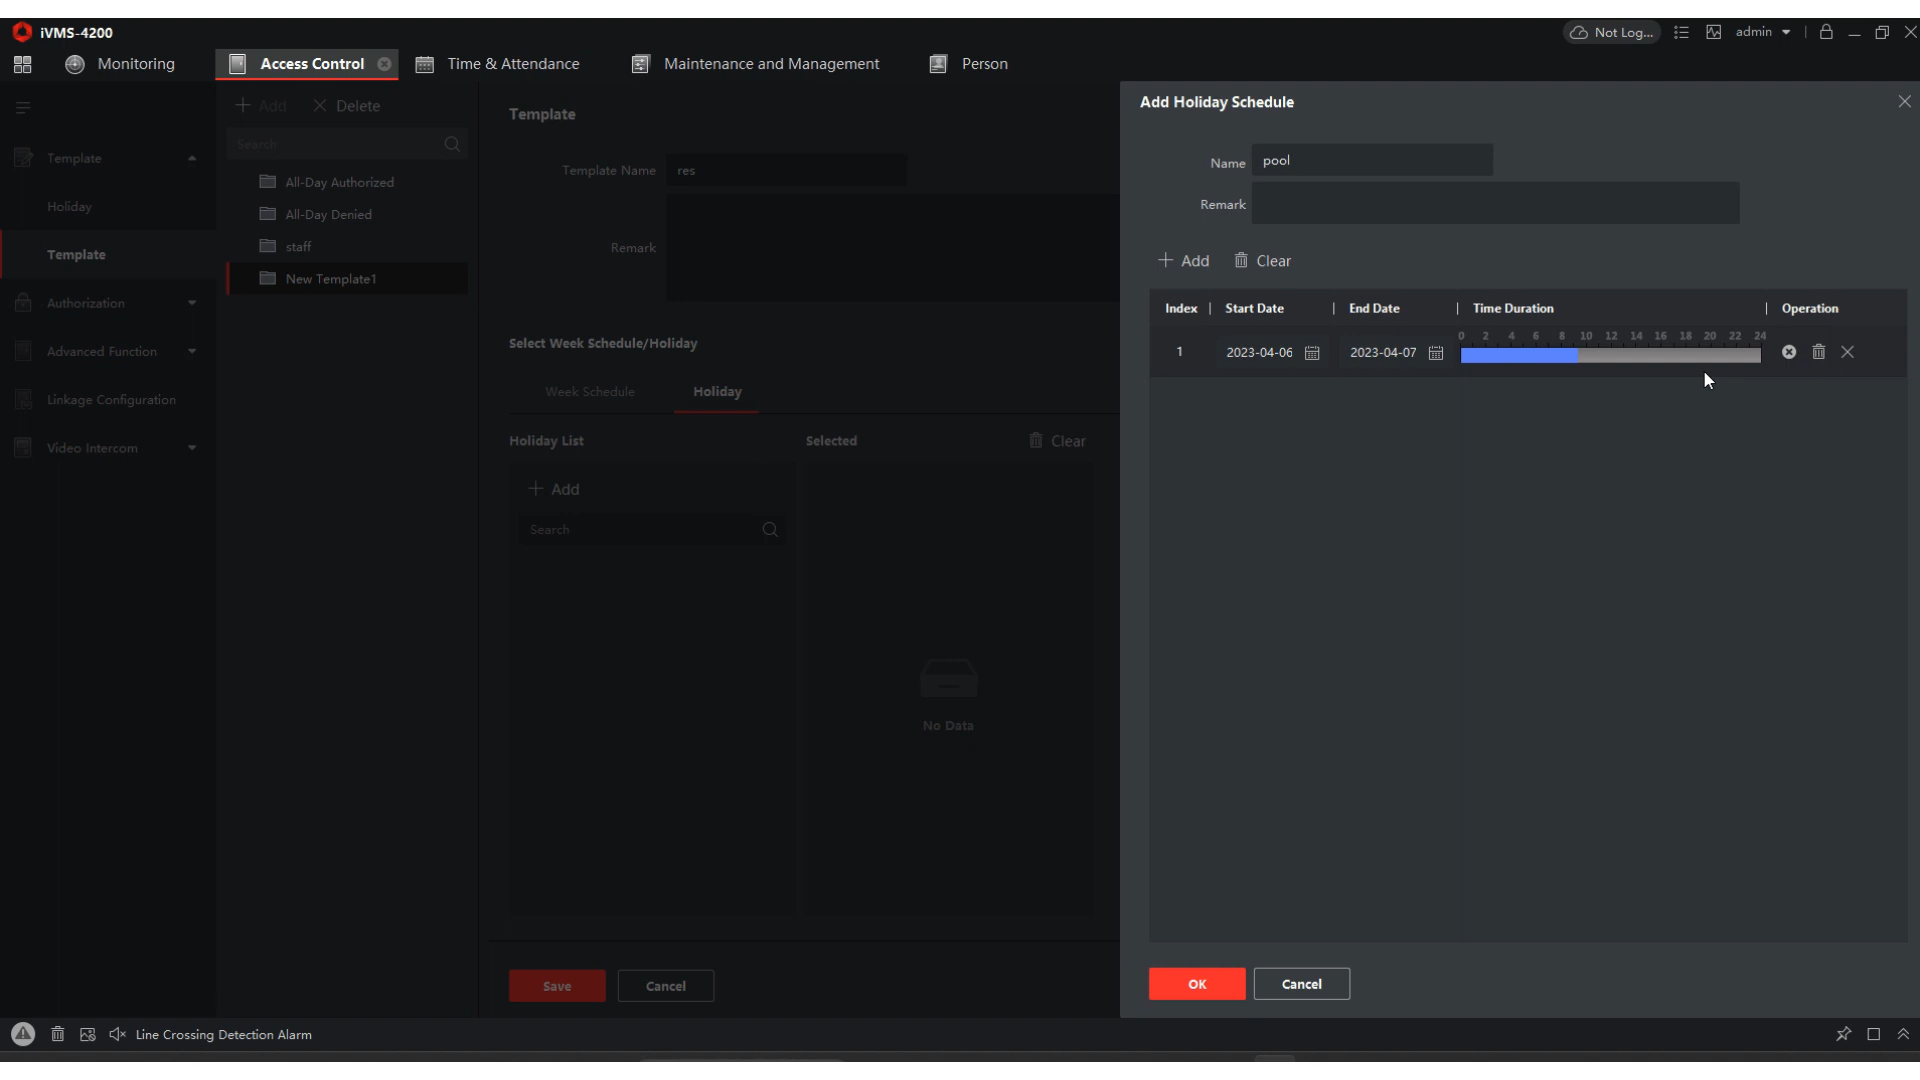 iVMS-4200
Not Log... admin
Monitoring Access Control Time & Attendance Maintenance and Management Person
Add Delete
Search
Template
Holiday
Template
Authorization
Advanced Function
Linkage Configuration
Video Intercom
All-Day Authorized
All-Day Denied
staff
New Template1
Template
Template Name res
Remark
Select Week Schedule/Holiday
Week Schedule Holiday
Holiday List Selected Clear
Add
Search
No Data
Save Cancel
Add Holiday Schedule
Name pool
Remark
Add Clear
Index Start Date End Date Time Duration Operation
0 2 4 6 8 10 12 14 16 18 20 22 24
1 2023-04-06 2023-04-07
OK Cancel
Line Crossing Detection Alarm